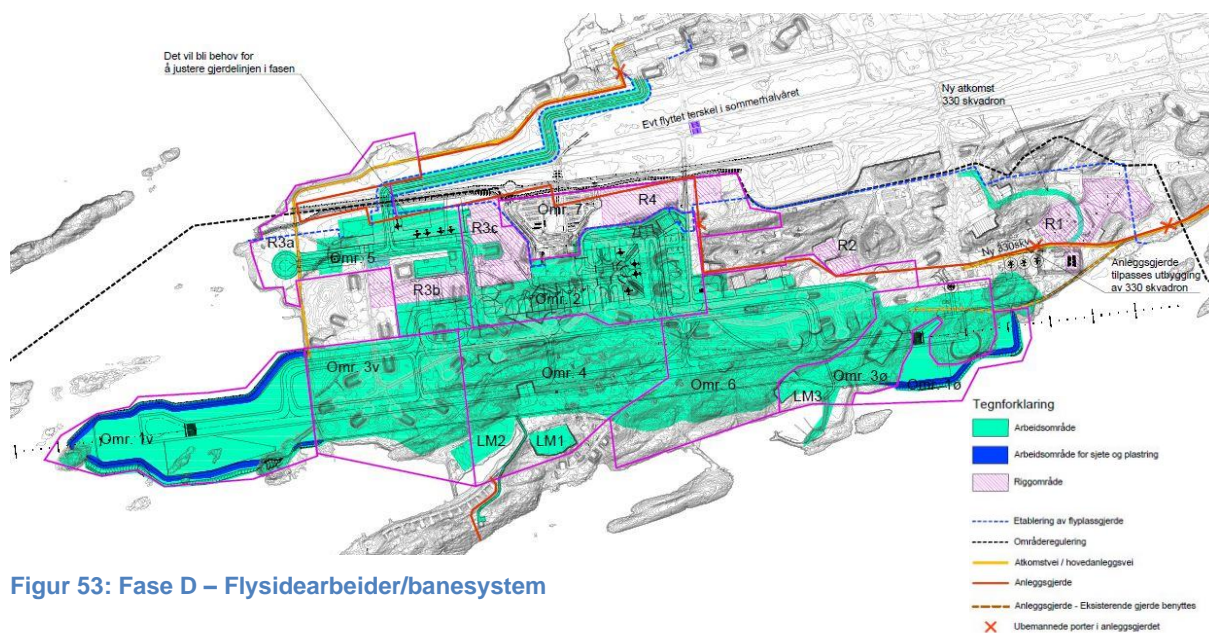 Det vil bli behov for
å justere gjerdelinjen i fasen
Evt flyttet terskel i sommerhalvåret
Ny atkomst
330 skvadron
Omr. 7
R4
R3a
R3c
Omr. 5
R1
R2
Ny 330skv
R3b
Omr. 2
Anleggsgjerde
tilpasses utbygging
av 330 skvadron
Omr. 3v
Omr. 4
Omr. 6
Omr. 3ø
Omr. 1ø
LM3
Omr. 1v
LM2
LM1
Tegnforklaring
Arbeidsområde
Arbeidsområde for sjete og plastring
Riggområde
Etablering av flyplassgjerde
Områderegulering
Atkomstvei / hovedanleggsvei
Anleggsgjerde
Anleggsgjerde - Eksisterende gjerde benyttes
Ubemannede porter i anleggsgjerdet
Figur 53: Fase D – Flysidearbeider/banesystem